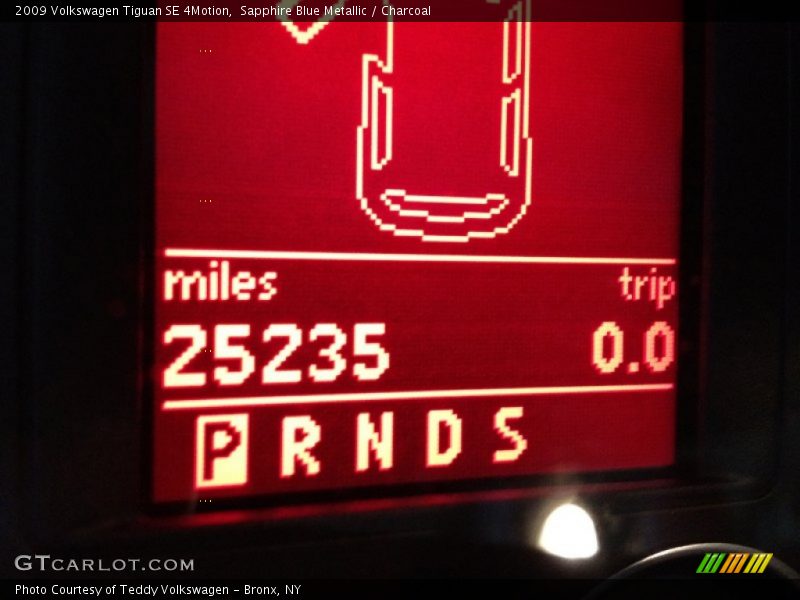 2009 Volkswagen Tiguan SE 4Motion, Sapphire Blue Metallic / Charcoal
miles trip
25235 0.0
P R N D S
GTCARLOT.COM
Photo Courtesy of Teddy Volkswagen - Bronx, NY